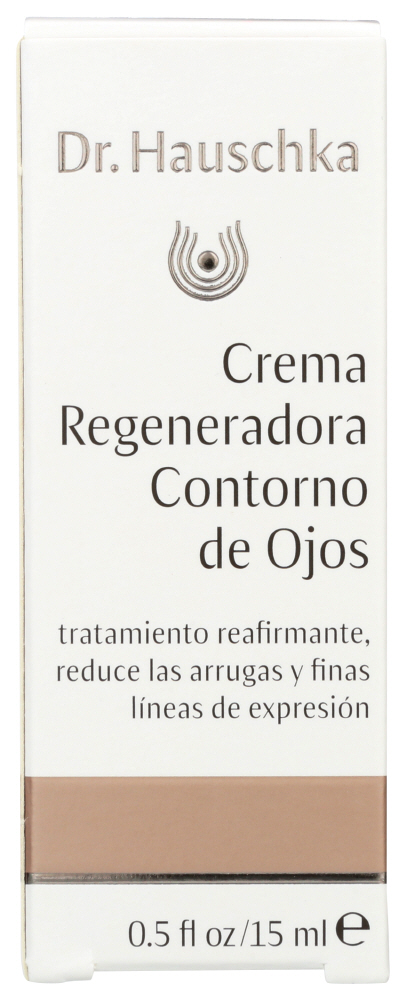 Dr. Hauschka
Crema
Regeneradora
Contorno
de Ojos
tratamiento reafirmante,
reduce las arrugas y finas
líneas de expresión
0.5 fl oz/15 ml ℮